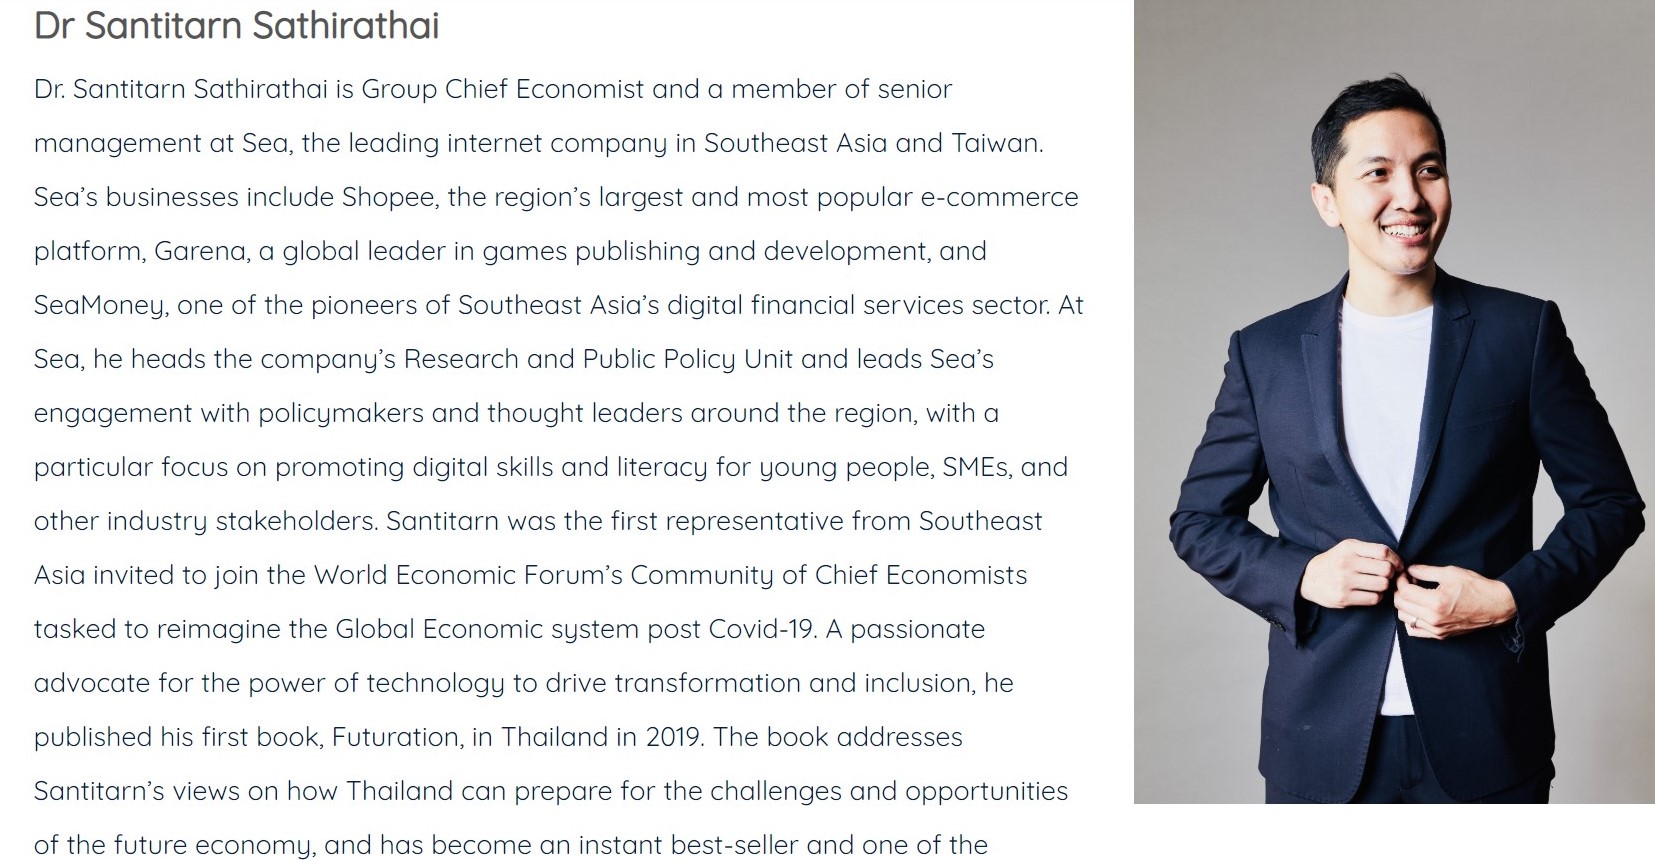 Dr Santitarn Sathirathai
Dr. Santitarn Sathirathai is Group Chief Economist and a member of senior
management at Sea, the leading internet company in Southeast Asia and Taiwan.
Sea’s businesses include Shopee, the region’s largest and most popular e-commerce
platform, Garena, a global leader in games publishing and development, and
SeaMoney, one of the pioneers of Southeast Asia’s digital financial services sector. At
Sea, he heads the company’s Research and Public Policy Unit and leads Sea’s
engagement with policymakers and thought leaders around the region, with a
particular focus on promoting digital skills and literacy for young people, SMEs, and
other industry stakeholders. Santitarn was the first representative from Southeast
Asia invited to join the World Economic Forum’s Community of Chief Economists
tasked to reimagine the Global Economic system post Covid-19. A passionate
advocate for the power of technology to drive transformation and inclusion, he
published his first book, Futuration, in Thailand in 2019. The book addresses
Santitarn’s views on how Thailand can prepare for the challenges and opportunities
of the future economy, and has become an instant best-seller and one of the